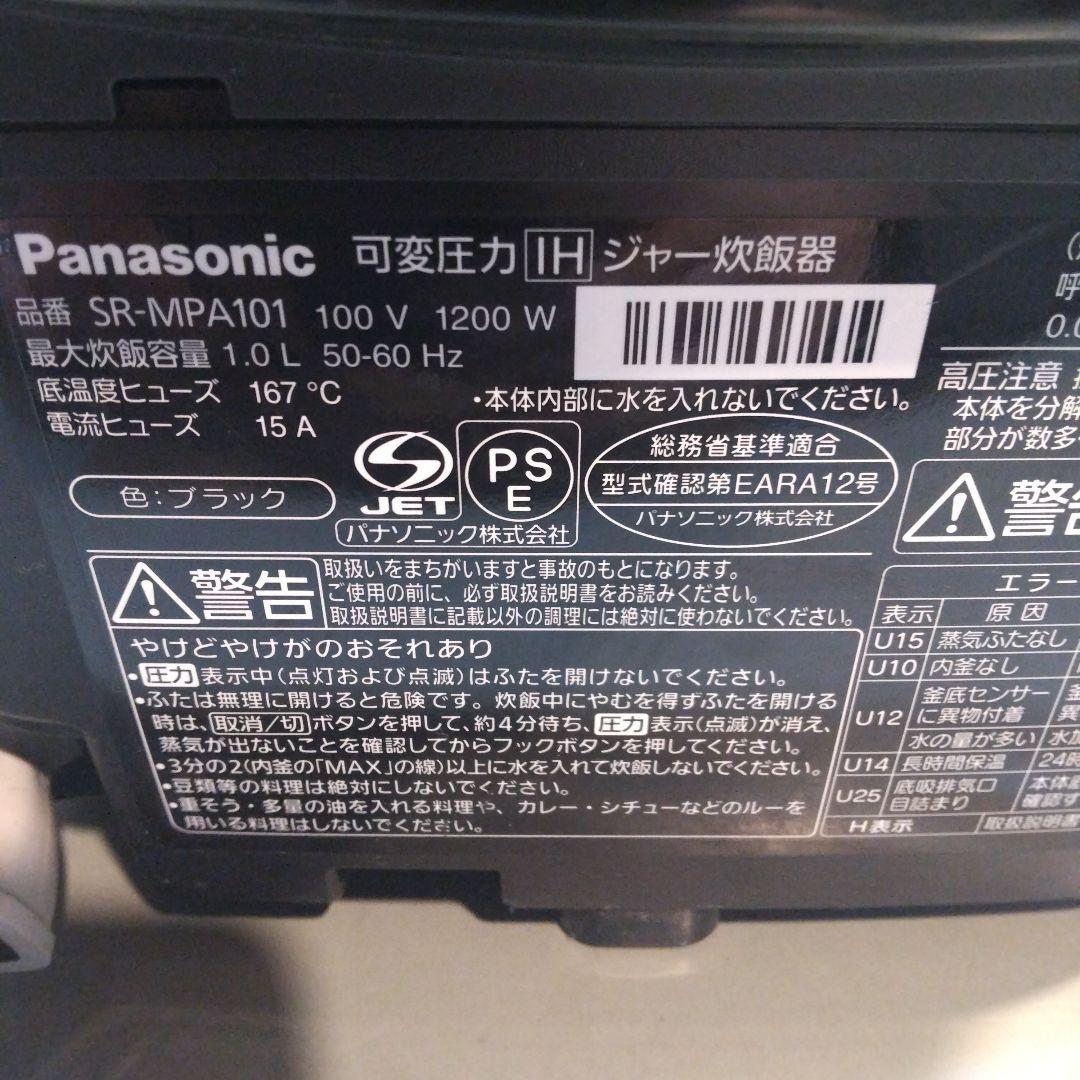 Panasonic 可変圧力 IH ジャー炊飯器
品番 SR-MPA101 100 V 1200 W
最大炊飯容量 1.0 L 50-60 Hz
底温度ヒューズ 167 ℃
電流ヒューズ 15 A
・本体内部に水を入れないでください。
色：ブラック
JET
PS
E
パナソニック株式会社
総務省基準適合
型式確認第EARA12号
パナソニック株式会社
警告
取扱いをまちがいますと事故のもとになります。
ご使用の前に、必ず取扱説明書をお読みください。
取扱説明書に記載以外の調理には絶対に使わないでください。
やけどやけがのおそれあり
・圧力表示中(点灯および点滅)はふたを開けないでください。
・ふたは無理に開けると危険です。炊飯中にやむを得ずふたを開ける
時は、取消/切ボタンを押して、約4分待ち、圧力表示(点滅)が消え、
蒸気が出ないことを確認してからフックボタンを押してください。
・3分の2(内釜の「MAX」の線)以上に水を入れて炊飯しないでください。
・豆類等の料理は絶対にしないでください。
・重そう・多量の油を入れる料理や、カレー・シチューなどのルーを
用いる料理はしないでください。
呼
高圧注意
本体を分解
部分が数多
警告
エラー
表示 原因
U15 蒸気ふたなし
U10 内釜なし
U12 釜底センサー
に異物付着
水の量が多い 水加
U14 長時間保温 24時
U25 底吸排気口 本体
目詰まり 確認す
H表示 取扱説明書